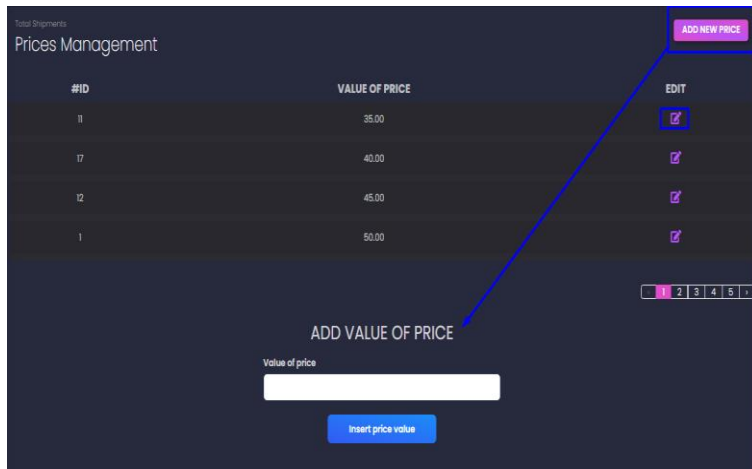 Total Shipments
Prices Management
ADD NEW PRICE
#ID VALUE OF PRICE EDIT
11 35.00
17 40.00
12 45.00
1 50.00
‹ 1 2 3 4 5 ›
ADD VALUE OF PRICE
Value of price
Insert price value